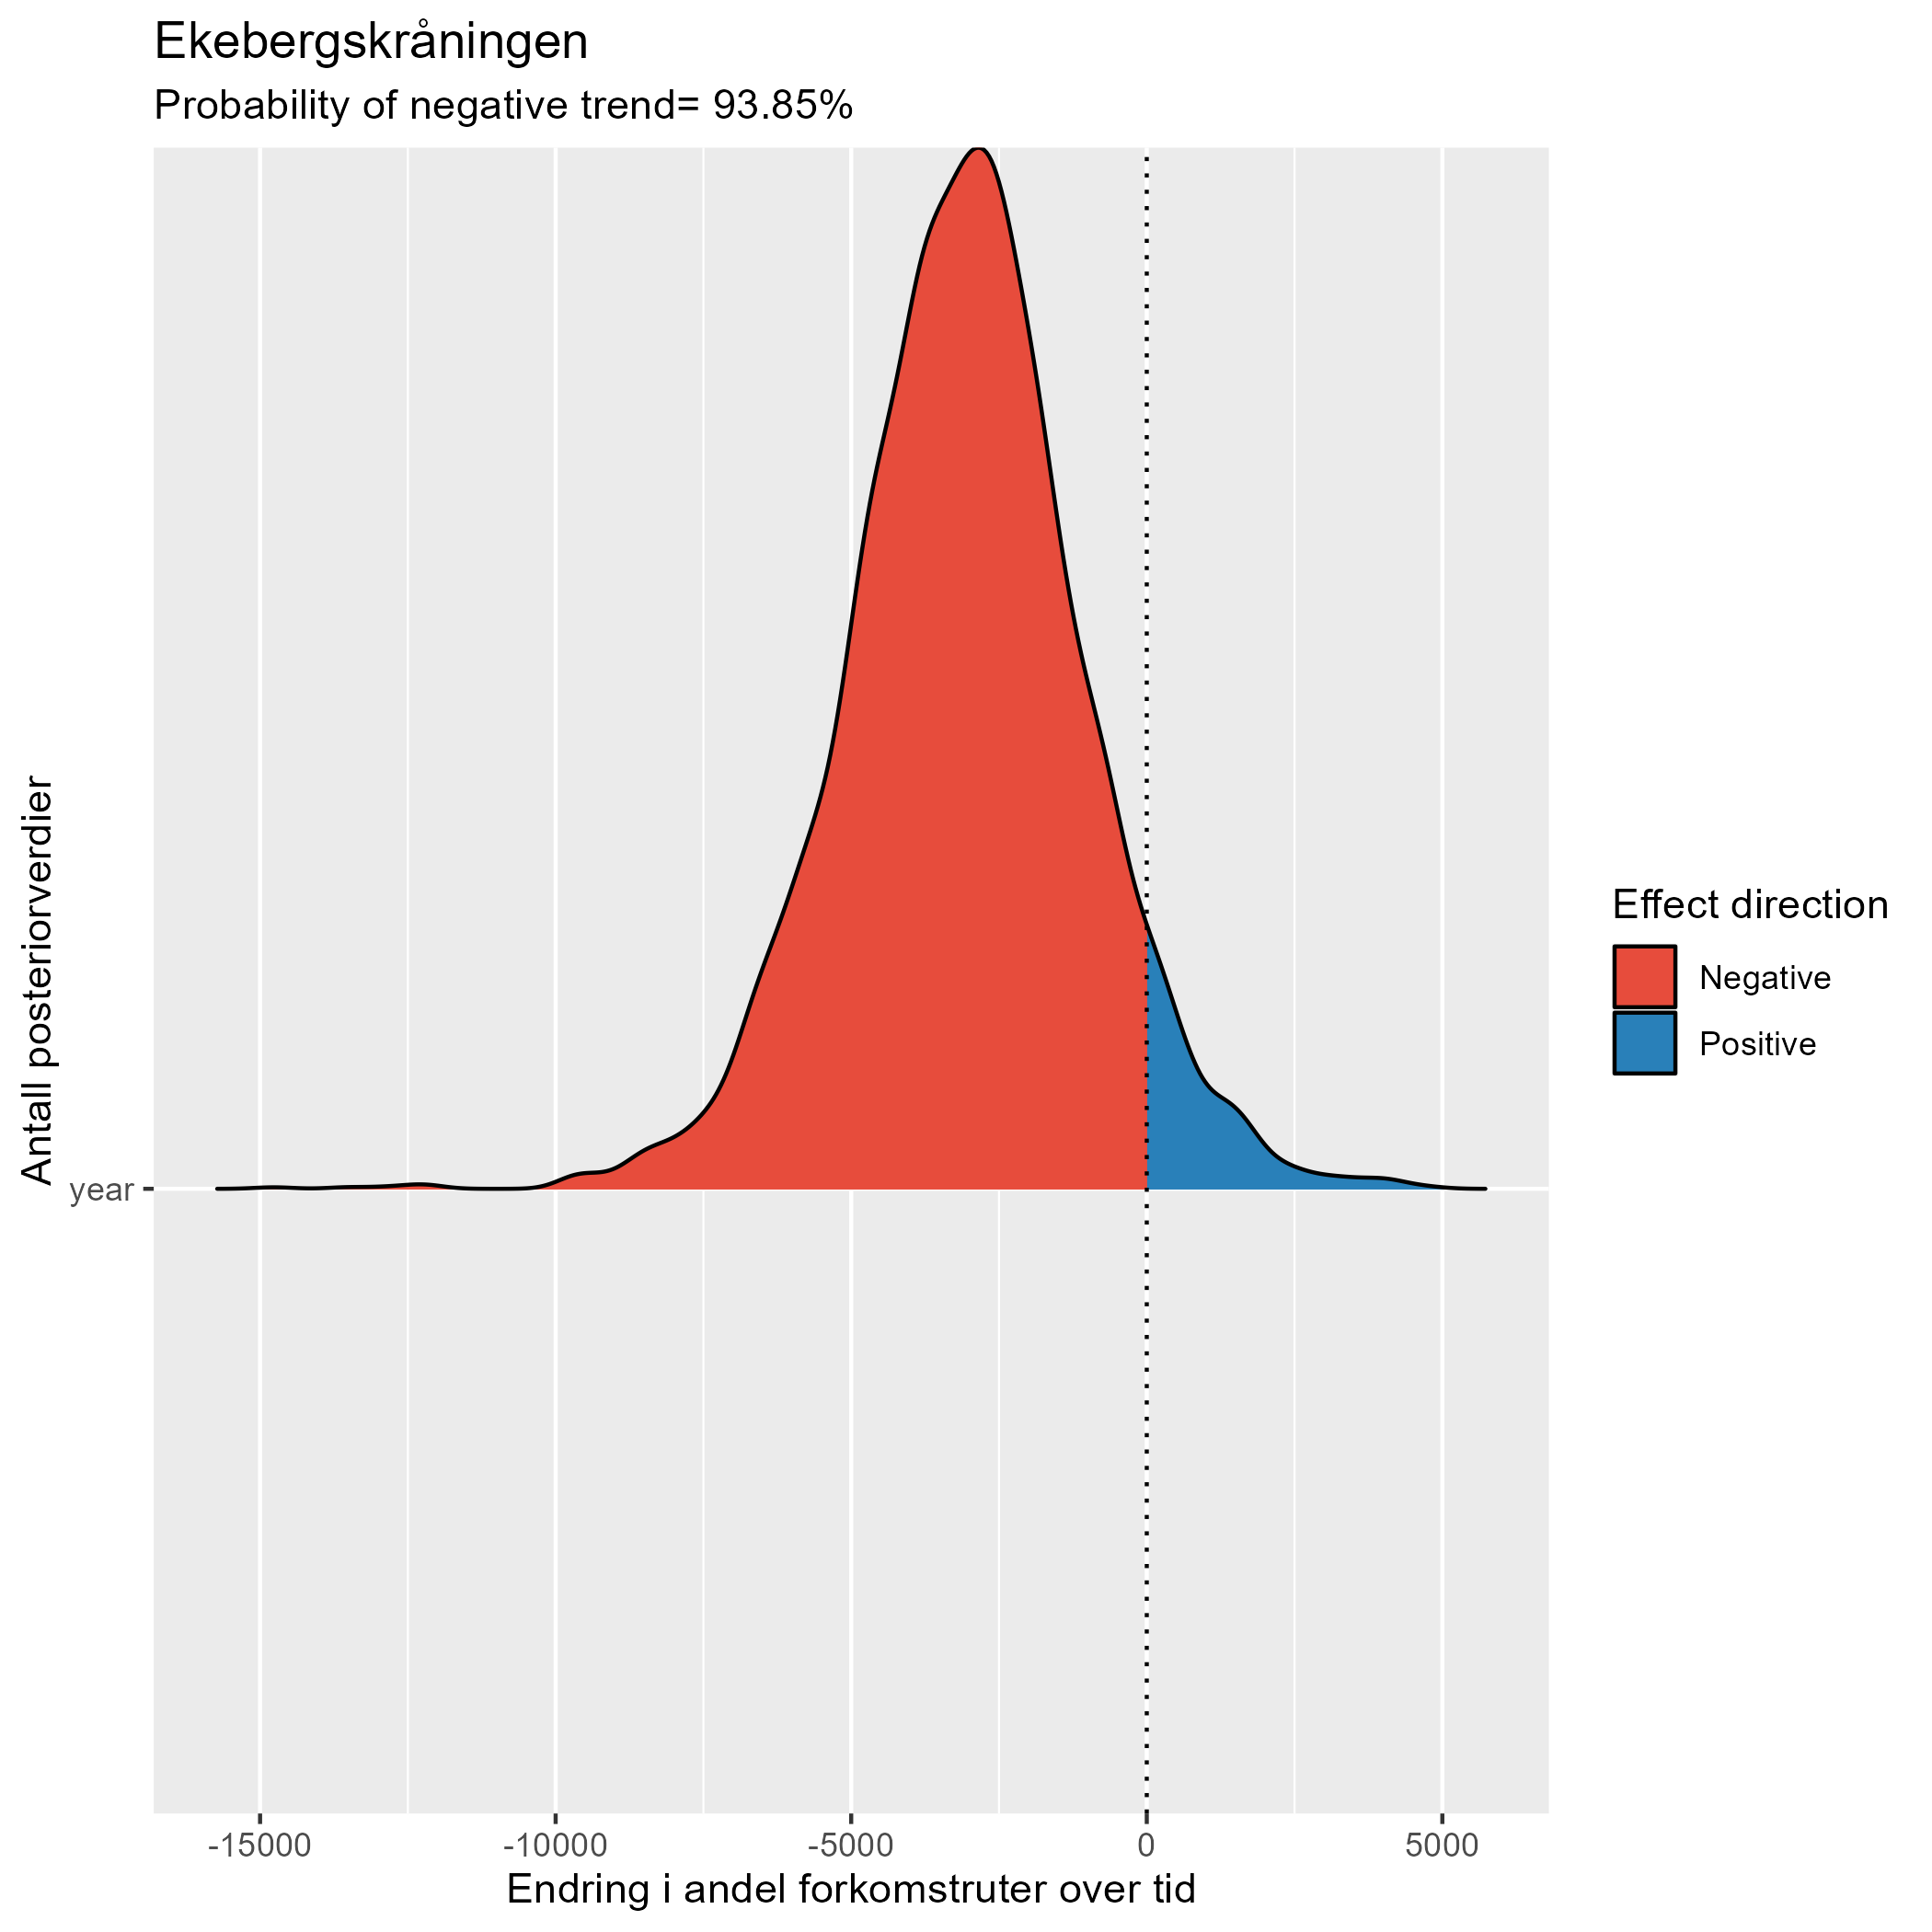 Ekebergskråningen
Probability of negative trend= 93.85%
Antall posteriorverdier
year
-15000
-10000
-5000
0
5000
Endring i andel forkomstruter over tid
Effect direction
Negative
Positive